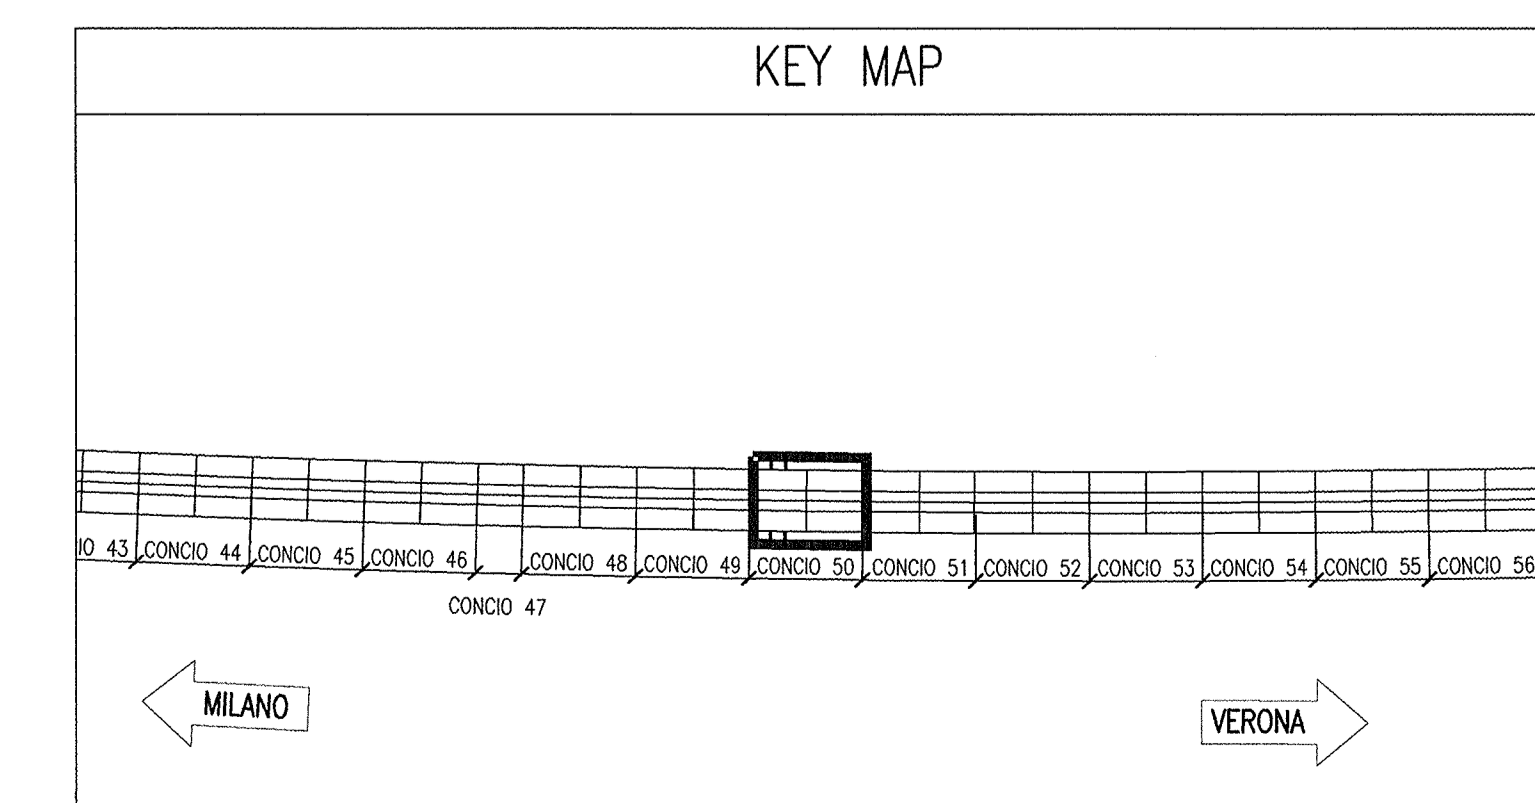 KEY MAP
IO 43 CONCIO 44 CONCIO 45 CONCIO 46 CONCIO 48 CONCIO 49 CONCIO 50 CONCIO 51 CONCIO 52 CONCIO 53 CONCIO 54 CONCIO 55 CONCIO 56
CONCIO 47
MILANO
VERONA